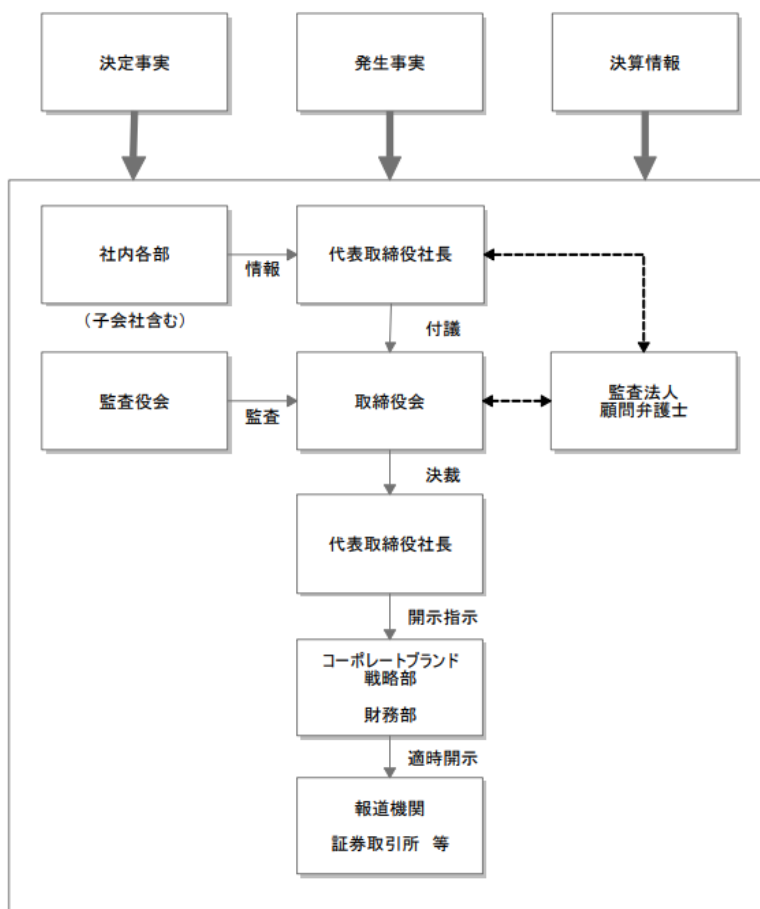 決定事実
発生事実
決算情報
社内各部
情報
代表取締役社長
(子会社含む)
付議
監査役会
監査
取締役会
監査法人
顧問弁護士
決裁
代表取締役社長
開示指示
コーポレートブランド
戦略部
財務部
適時開示
報道機関
証券取引所 等